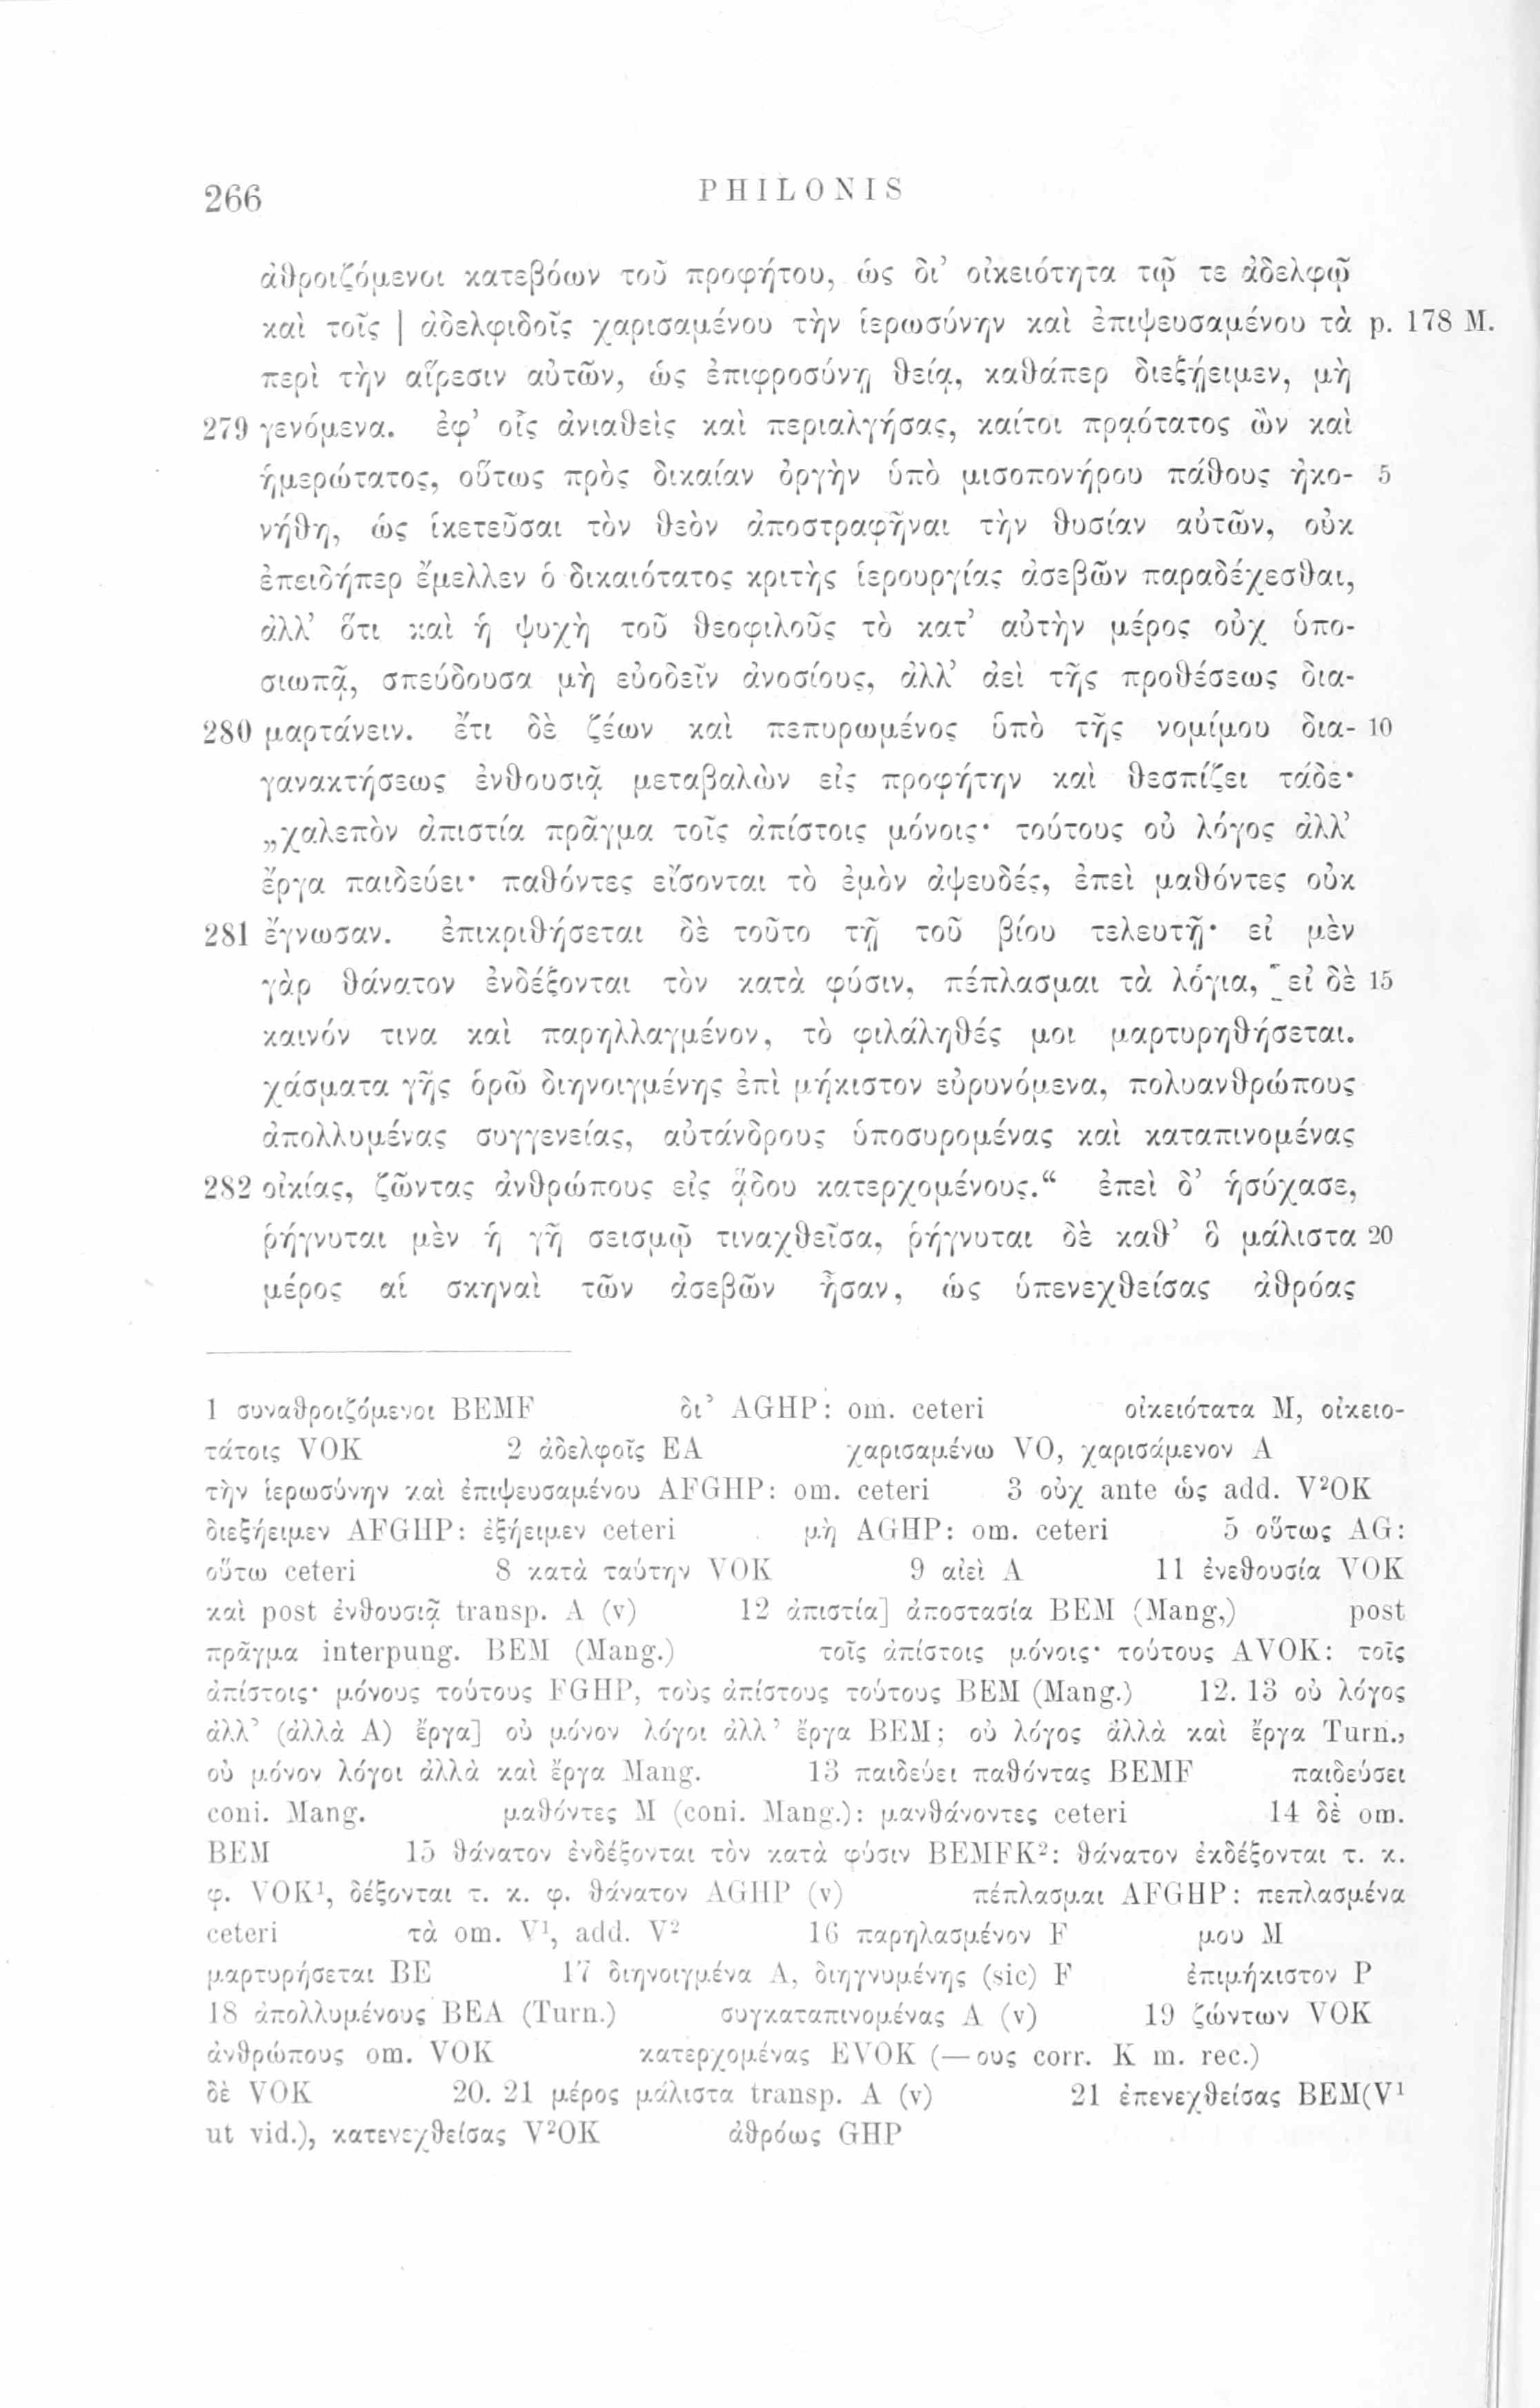 266 PHILONIS
ἀθροιζόμενοι κατεβόων τοῦ προφήτου, ὡς δι’ οἰκειότητα τῷ τε ἀδελφῷ
καὶ τοῖς | ἀδελφιδοῖς χαρισαμένου τὴν ἱερωσύνην καὶ ἐπιψευσαμένου τὰ p. 178 M.
περὶ τὴν αἵρεσιν αὐτῶν, ὡς ἐπιφροσύνῃ θείᾳ, καθάπερ διεξῄειμεν, μὴ
279 γενόμενα. ἐφ’ οἷς ἀνιαθεὶς καὶ περιαλγήσας, καίτοι πρᾳότατος ὢν καὶ
ἡμερώτατος, οὕτως πρὸς δικαίαν ὀργὴν ὑπὸ μισοπονήρου πάθους ἠκο- 5
νήθη, ὡς ἱκετεῦσαι τὸν θεὸν ἀποστραφῆναι τὴν θυσίαν αὐτῶν, οὐκ
ἐπειδήπερ ἔμελλεν ὁ δικαιότατος κριτὴς ἱερουργίας ἀσεβῶν παραδέχεσθαι,
ἀλλ’ ὅτι καὶ ἡ ψυχὴ τοῦ θεοφιλοῦς τὸ κατ’ αὐτὴν μέρος οὐχ ὑπο-
σιωπᾷ, σπεύδουσα μὴ εὐοδεῖν ἀνοσίους, ἀλλ’ ἀεὶ τῆς προθέσεως δια-
280 μαρτάνειν. ἔτι δὲ ζέων καὶ πεπυρωμένος ὑπὸ τῆς νομίμου δια- 10
γανακτήσεως ἐνθουσιᾷ μεταβαλὼν εἰς προφήτην καὶ θεσπίζει τάδε·
„χαλεπὸν ἀπιστία πρᾶγμα τοῖς ἀπίστοις μόνοις· τούτους οὐ λόγος ἀλλ’
ἔργα παιδεύει· παθόντες εἴσονται τὸ ἐμὸν ἀψευδές, ἐπεὶ μαθόντες οὐκ
281 ἔγνωσαν. ἐπικριθήσεται δὲ τοῦτο τῇ τοῦ βίου τελευτῇ· εἰ μὲν
γὰρ θάνατον ἐνδέξονται τὸν κατὰ φύσιν, πέπλασμαι τὰ λόγια, εἰ δὲ 15
καινόν τινα καὶ παρηλλαγμένον, τὸ φιλάληθές μοι μαρτυρηθήσεται.
χάσματα γῆς ὁρῶ διηνοιγμένης ἐπὶ μήκιστον εὐρυνόμενα, πολυανθρώπους
ἀπολλυμένας συγγενείας, αὐτάνδρους ὑποσυρομένας καὶ καταπινομένας
282 οἰκίας, ζῶντας ἀνθρώπους εἰς ᾅδου κατερχομένους.“ ἐπεὶ δ’ ἡσύχασε,
ῥήγνυται μὲν ἡ γῆ σεισμῷ τιναχθεῖσα, ῥήγνυται δὲ καθ’ ὃ μάλιστα 20
μέρος αἱ σκηναὶ τῶν ἀσεβῶν ἦσαν, ὡς ὑπενεχθείσας ἀθρόας
1 συναθροιζόμενοι BEMF δι’ AGHP: om. ceteri οἰκειότατα M, οἰκειο-
τάτοις VOK 2 ἀδελφοῖς EA χαρισαμένω VO, χαρισάμενον A
τὴν ἱερωσύνην καὶ ἐπιψευσαμένου AFGHP: om. ceteri 3 οὐχ ante ὡς add. V²OK
διεξῄειμεν AFGHP: ἐξῄειμεν ceteri μὴ AGHP: om. ceteri 5 οὕτως AG:
οὕτω ceteri 8 κατὰ ταύτην VOK 9 αἰεὶ A 11 ἐνεθουσία VOK
καὶ post ἐνθουσιᾷ transp. A (v) 12 ἀπιστία] ἀποστασία BEM (Mang,) post
πρᾶγμα interpung. BEM (Mang.) τοῖς ἀπίστοις μόνοις· τούτους AVOK: τοῖς
ἀπίστοις· μόνους τούτους FGHP, τοὺς ἀπίστους τούτους BEM (Mang.) 12. 13 οὐ λόγος
ἀλλ’ (ἀλλὰ A) ἔργα] οὐ μόνον λόγοι ἀλλ’ ἔργα BEM; οὐ λόγος ἀλλὰ καὶ ἔργα Turn.,
οὐ μόνον λόγοι ἀλλὰ καὶ ἔργα Mang. 13 παιδεύει παθόντας BEMF παιδεύσει
coni. Mang. μαθόντες M (coni. Mang.): μανθάνοντες ceteri 14 δὲ om.
BEM 15 θάνατον ἐνδέξονται τὸν κατὰ φύσιν BEMFK²: θάνατον ἐκδέξονται τ. κ.
φ. VOK¹, δέξονται τ. κ. φ. θάνατον AGHP (v) πέπλασμαι AFGHP: πεπλασμένα
ceteri τὰ om. V¹, add. V² 16 παρηλασμένον F μου M
μαρτυρήσεται BE 17 διηνοιγμένα A, διηγνυμένης (sic) F ἐπιμήκιστον P
18 ἀπολλυμένους BEA (Turn.) συγκαταπινομένας A (v) 19 ζώντων VOK
ἀνθρώπους om. VOK κατερχομένας EVOK (—ους corr. K m. rec.)
δὲ VOK 20. 21 μέρος μάλιστα transp. A (v) 21 ἐπενεχθείσας BEM(V¹
ut vid.), κατενεχθείσας V²OK ἀθρόως GHP